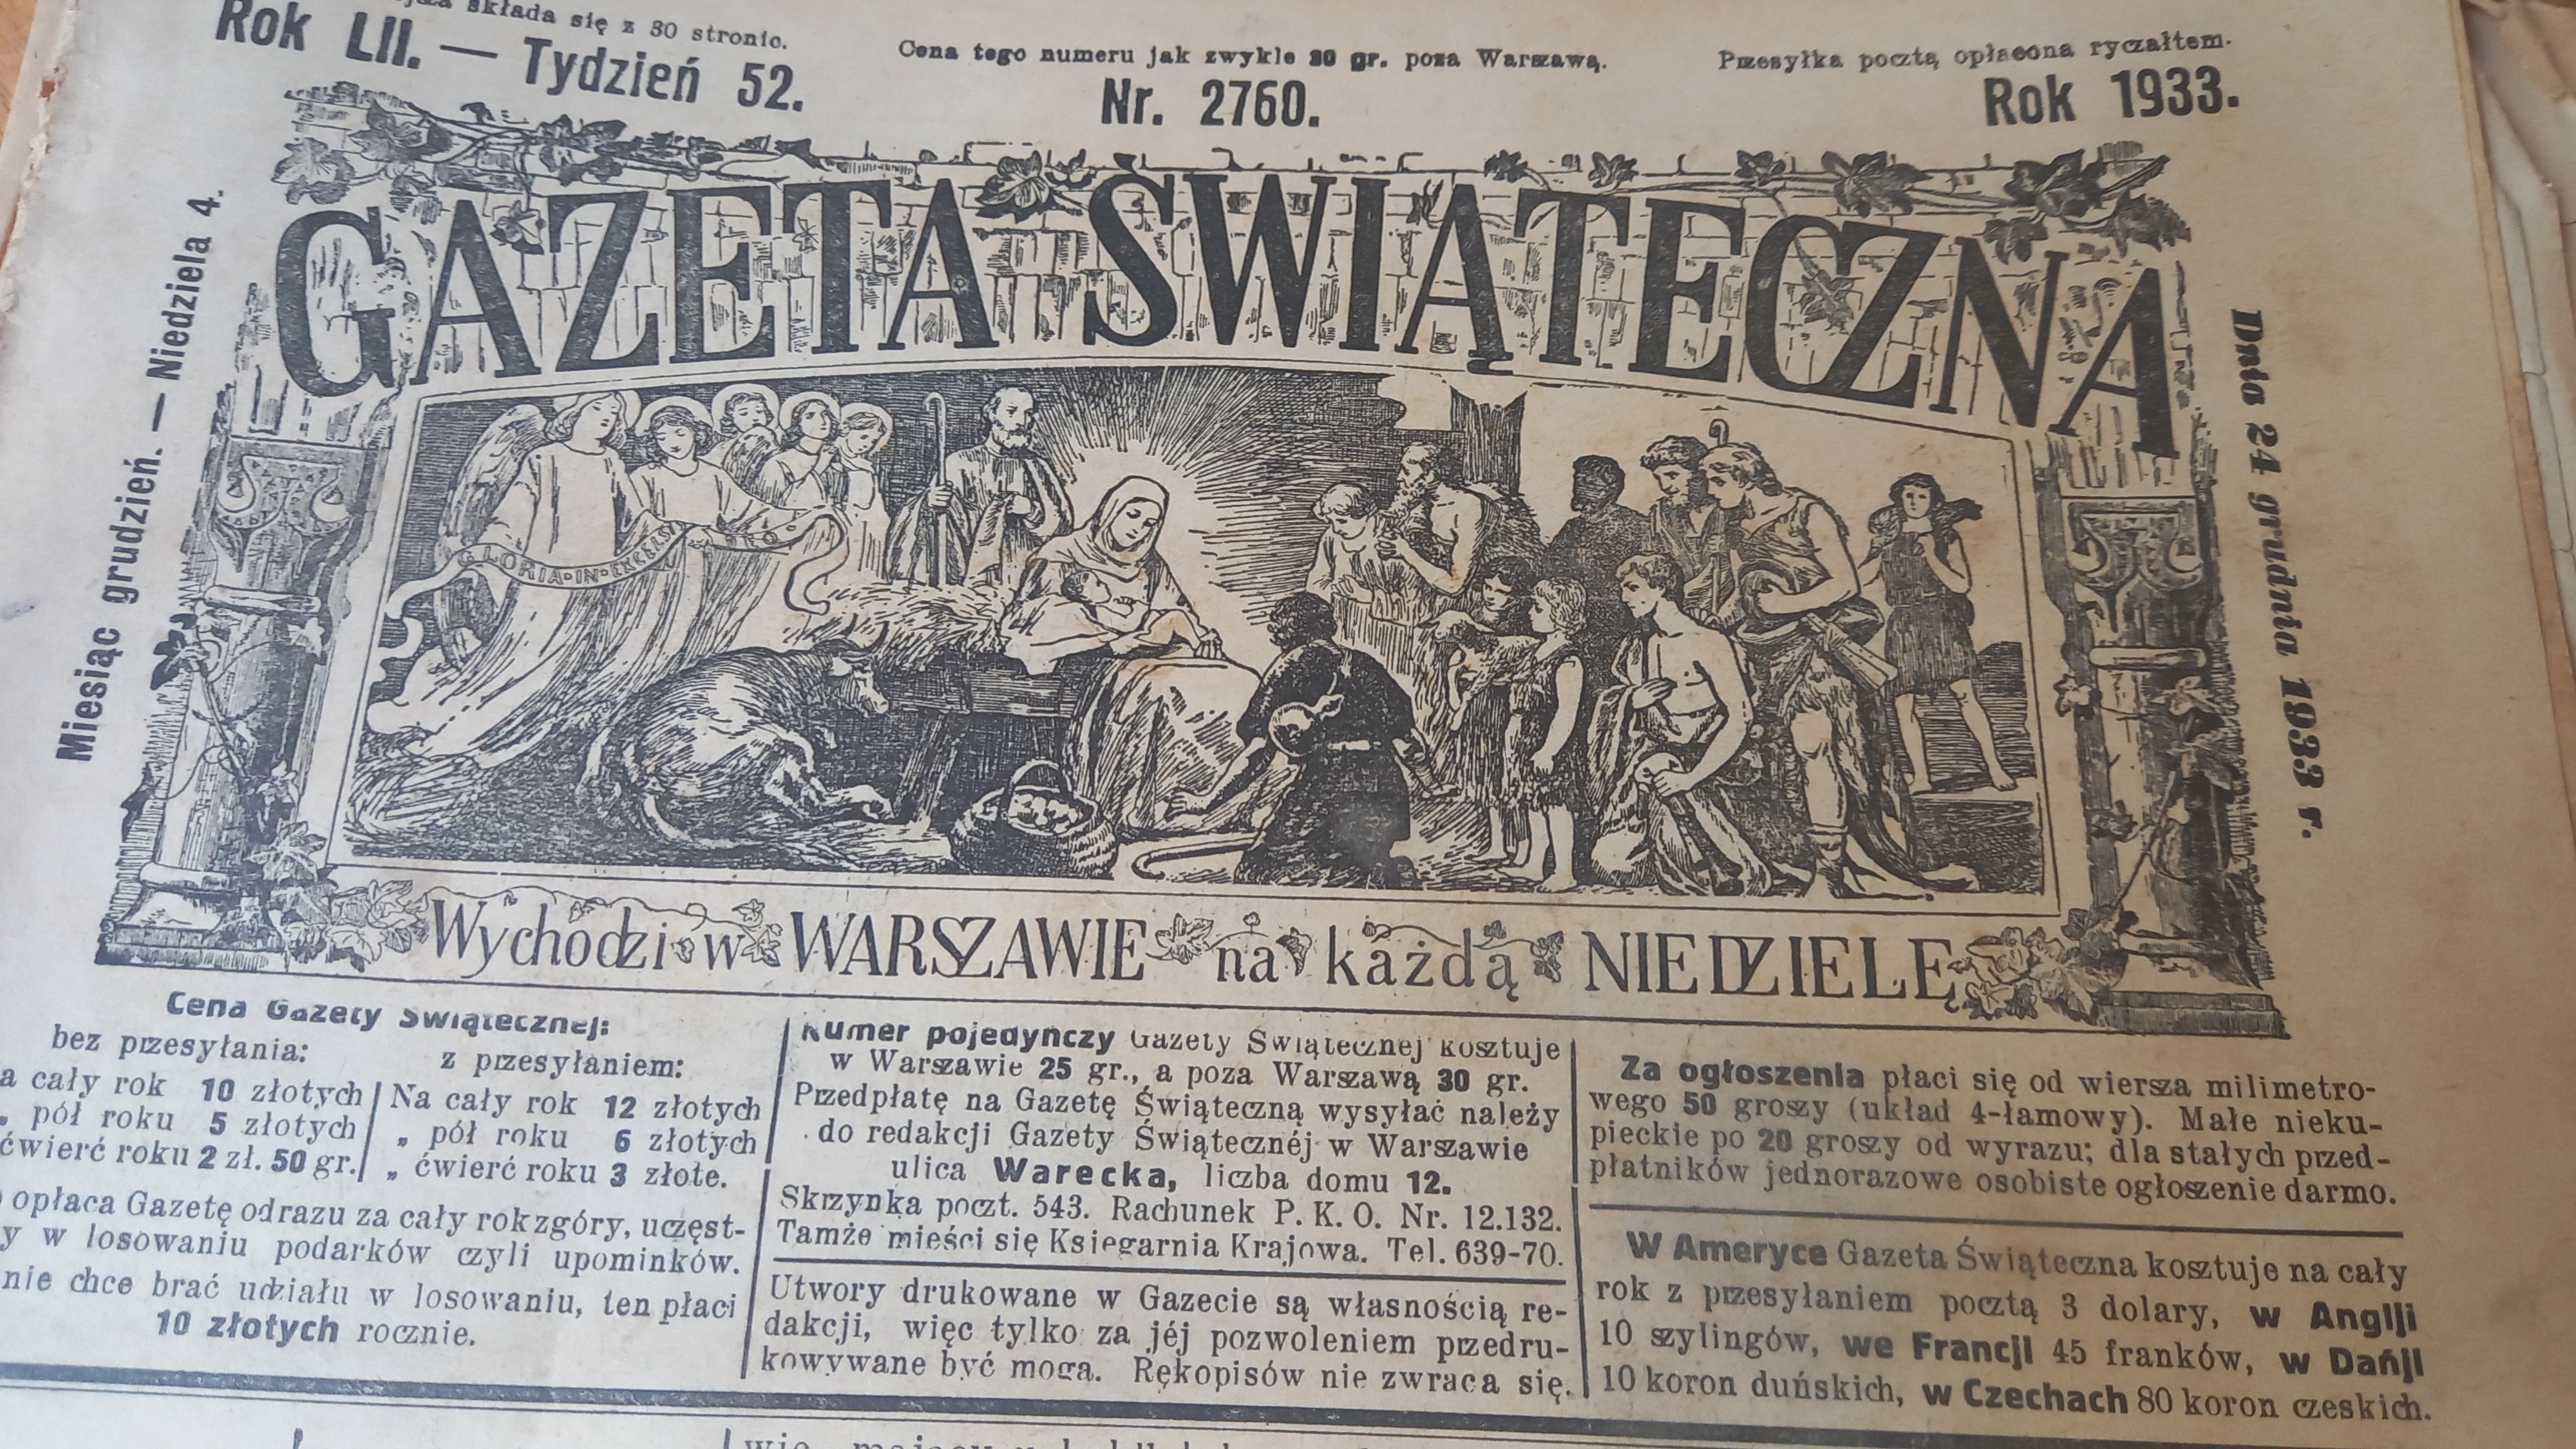 składa się z 30 stronic.
Rok LII. — Tydzień 52.
Cena tego numeru jak zwykle 30 gr. poza Warszawą.
Nr. 2760.
Przesyłka pocztą opłacona ryczałtem.
Rok 1933.
Miesiąc grudzień. — Niedziela 4.
GAZETA ŚWIĄTECZNA
Dnia 24 grudnia 1933 r.
GLORIA·IN·EXCELSIS DEO
Wychodzi w WARSZAWIE na każdą NIEDZIELĘ
Cena Gazety Świątecznej:
bez przesyłania:
a cały rok 10 złotych
„ pół roku 5 złotych
ćwierć roku 2 zł. 50 gr.
z przesyłaniem:
Na cały rok 12 złotych
„ pół roku 6 złotych
„ ćwierć roku 3 złote.
opłaca Gazetę odrazu za cały rok zgóry, uczęst-
y w losowaniu podarków czyli upominków.
nie chce brać udziału w losowaniu, ten płaci
10 złotych rocznie.
Numer pojedyńczy Gazety Świątecznej kosztuje
w Warszawie 25 gr., a poza Warszawą 30 gr.
Przedpłatę na Gazetę Świąteczną wysyłać należy
do redakcji Gazety Świątecznéj w Warszawie
ulica Warecka, liczba domu 12.
Skrzynka poczt. 543. Rachunek P. K. O. Nr. 12.132.
Tamże mieści się Księgarnia Krajowa. Tel. 639-70.
Utwory drukowane w Gazecie są własnością re-
dakcji, więc tylko za jéj pozwoleniem przedru-
kowywane być mogą. Rękopisów nie zwraca się.
Za ogłoszenia płaci się od wiersza milimetro-
wego 50 groszy (układ 4-łamowy). Małe nieku-
pieckie po 20 groszy od wyrazu; dla stałych przed-
płatników jednorazowe osobiste ogłoszenie darmo.
W Ameryce Gazeta Świąteczna kosztuje na cały
rok z przesyłaniem pocztą 3 dolary, w Anglji
10 szylingów, we Francji 45 franków, w Danji
10 koron duńskich, w Czechach 80 koron czeskich.